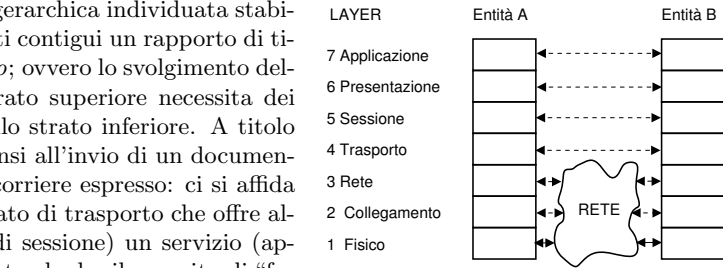 gerarchica individuata stabi-
ti contigui un rapporto di ti-
o; ovvero lo svolgimento del-
rato superiore necessita dei
llo strato inferiore. A titolo
nsi all'invio di un documen-
corriere espresso: ci si affida
ato di trasporto che offre al-
di sessione) un servizio (ap-
LAYER Entità A Entità B
7 Applicazione
6 Presentazione
5 Sessione
4 Trasporto
3 Rete
2 Collegamento
1 Fisico
RETE